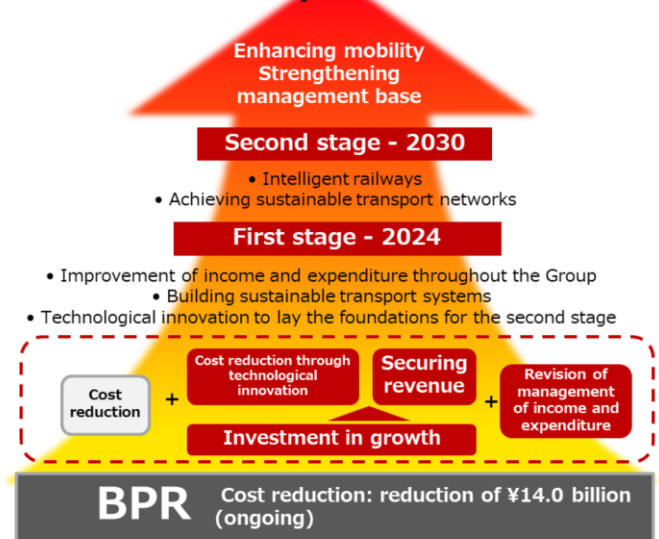 Enhancing mobility
Strengthening
management base
Second stage - 2030
• Intelligent railways
• Achieving sustainable transport networks
First stage - 2024
• Improvement of income and expenditure throughout the Group
• Building sustainable transport systems
• Technological innovation to lay the foundations for the second stage
Cost
reduction
+
Cost reduction through
technological
innovation
Securing
revenue
Investment in growth
+
Revision of
management
of income and
expenditure
BPR
Cost reduction: reduction of ¥14.0 billion
(ongoing)